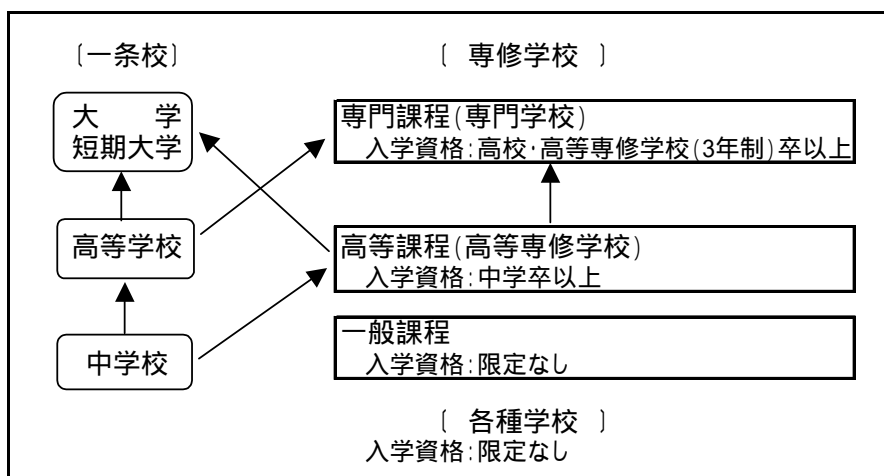 〔一条校〕
大　　学
短期大学
高等学校
中学校
〔 専修学校 〕
専門課程(専門学校)
入学資格:高校･高等専修学校(3年制)卒以上
高等課程(高等専修学校)
入学資格:中学卒以上
一般課程
入学資格:限定なし
〔 各種学校 〕
入学資格:限定なし